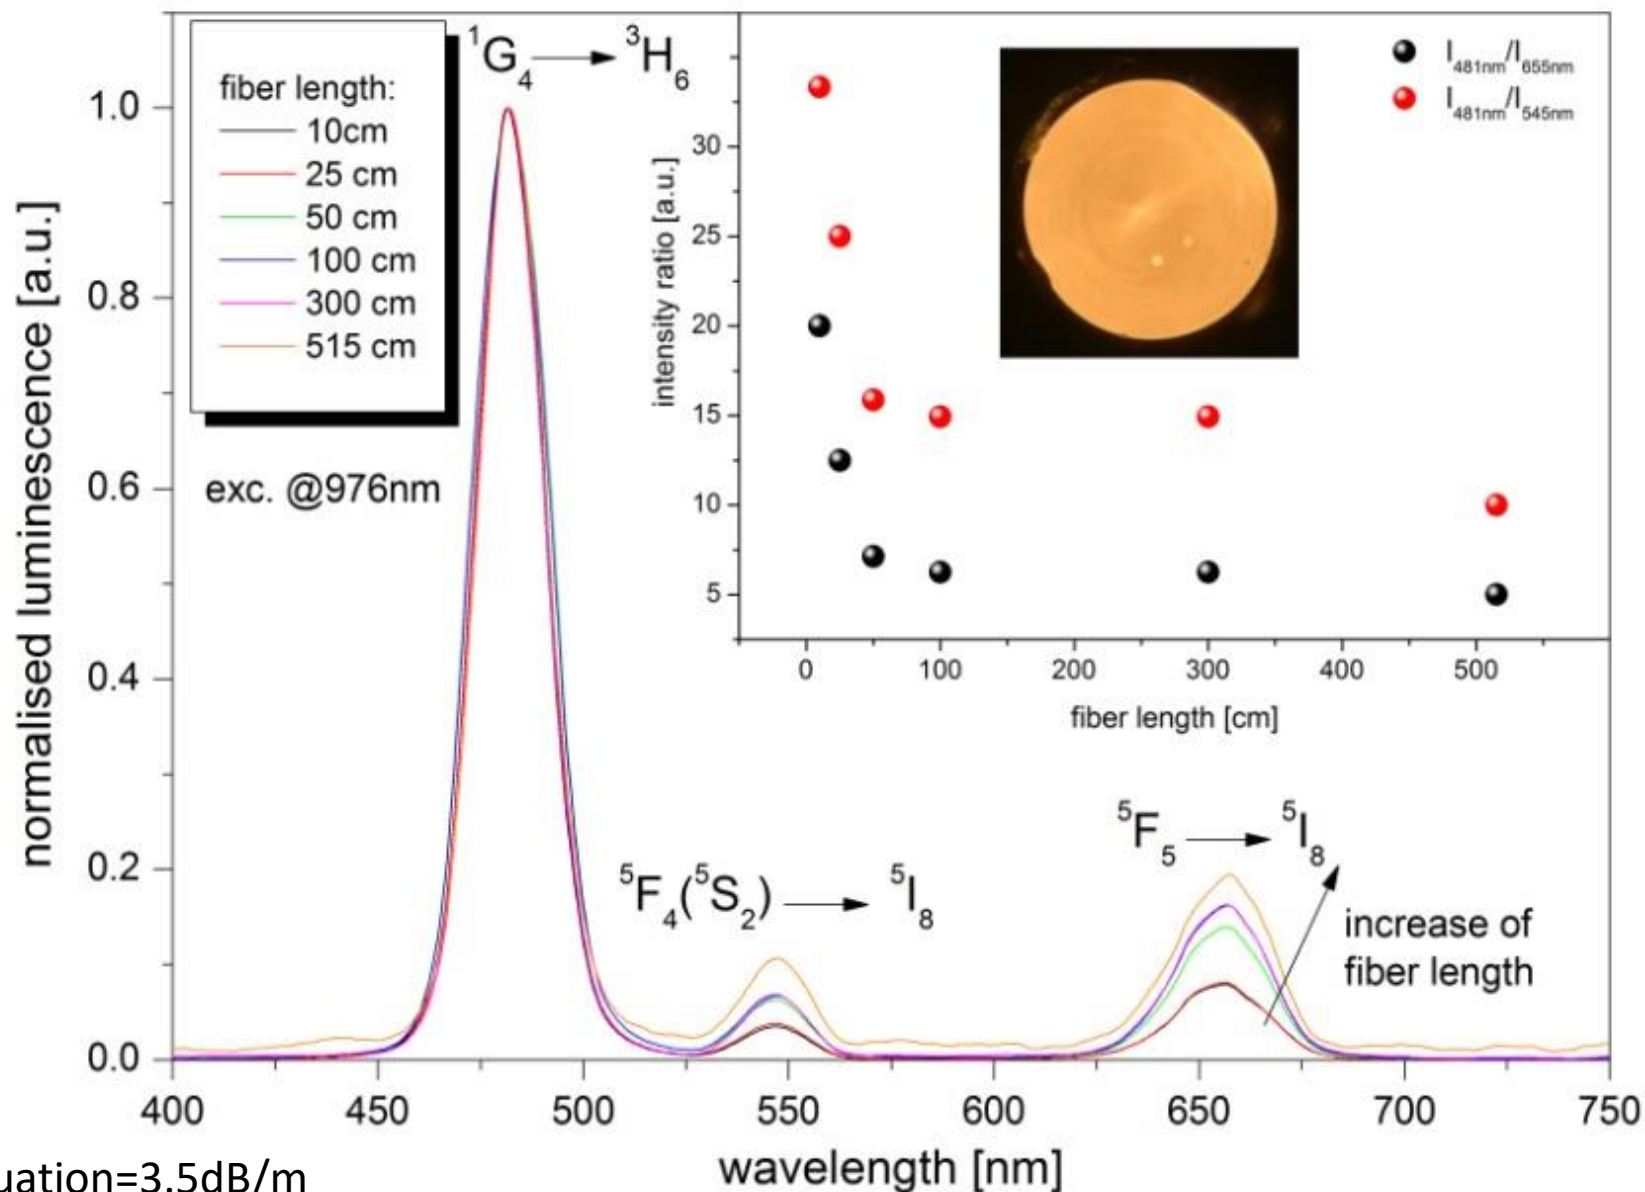 fiber length:
10cm
25 cm
50 cm
100 cm
300 cm
515 cm
exc. @976nm
¹G₄ → ³H₆
⁵F₄(⁵S₂) → ⁵I₈
⁵F₅ → ⁵I₈
increase of
fiber length
normalised luminescence [a.u.]
1.0
0.8
0.6
0.4
0.2
0.0
400 450 500 550 600 650 700 750
wavelength [nm]
I₄₈₁ₙₘ/I₆₅₅ₙₘ
I₄₈₁ₙₘ/I₅₄₅ₙₘ
intensity ratio [a.u.]
30
25
20
15
10
5
0 100 200 300 400 500
fiber length [cm]
uation=3.5dB/m